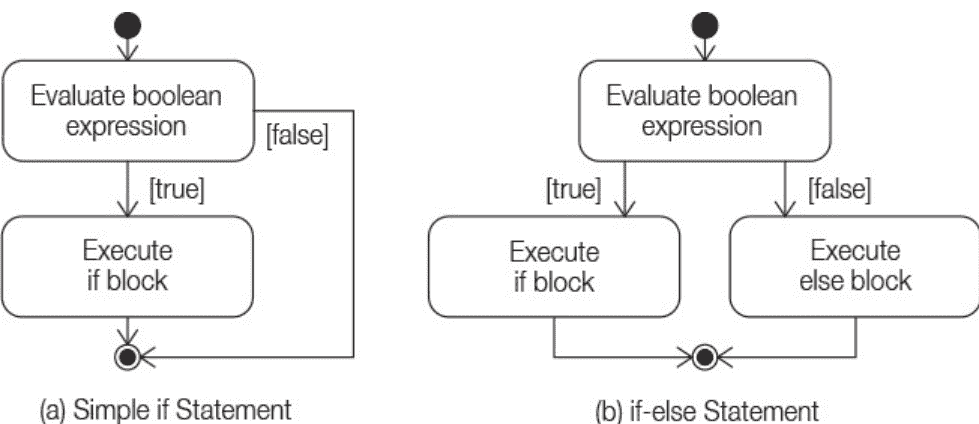 Evaluate boolean
expression
[false]
[true]
Execute
if block
(a) Simple if Statement
Evaluate boolean
expression
[true]
[false]
Execute
if block
Execute
else block
(b) if-else Statement